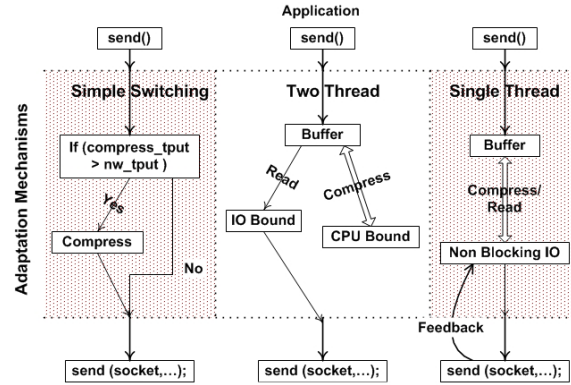 Application
send()
send()
send()
Adaptation Mechanisms
Simple Switching
Two Thread
Single Thread
If (compress_tput
> nw_tput )
Yes
No
Compress
Buffer
Read
Compress
IO Bound
CPU Bound
Buffer
Compress/
Read
Non Blocking IO
Feedback
send (socket,...);
send (socket,...);
send (socket,...);